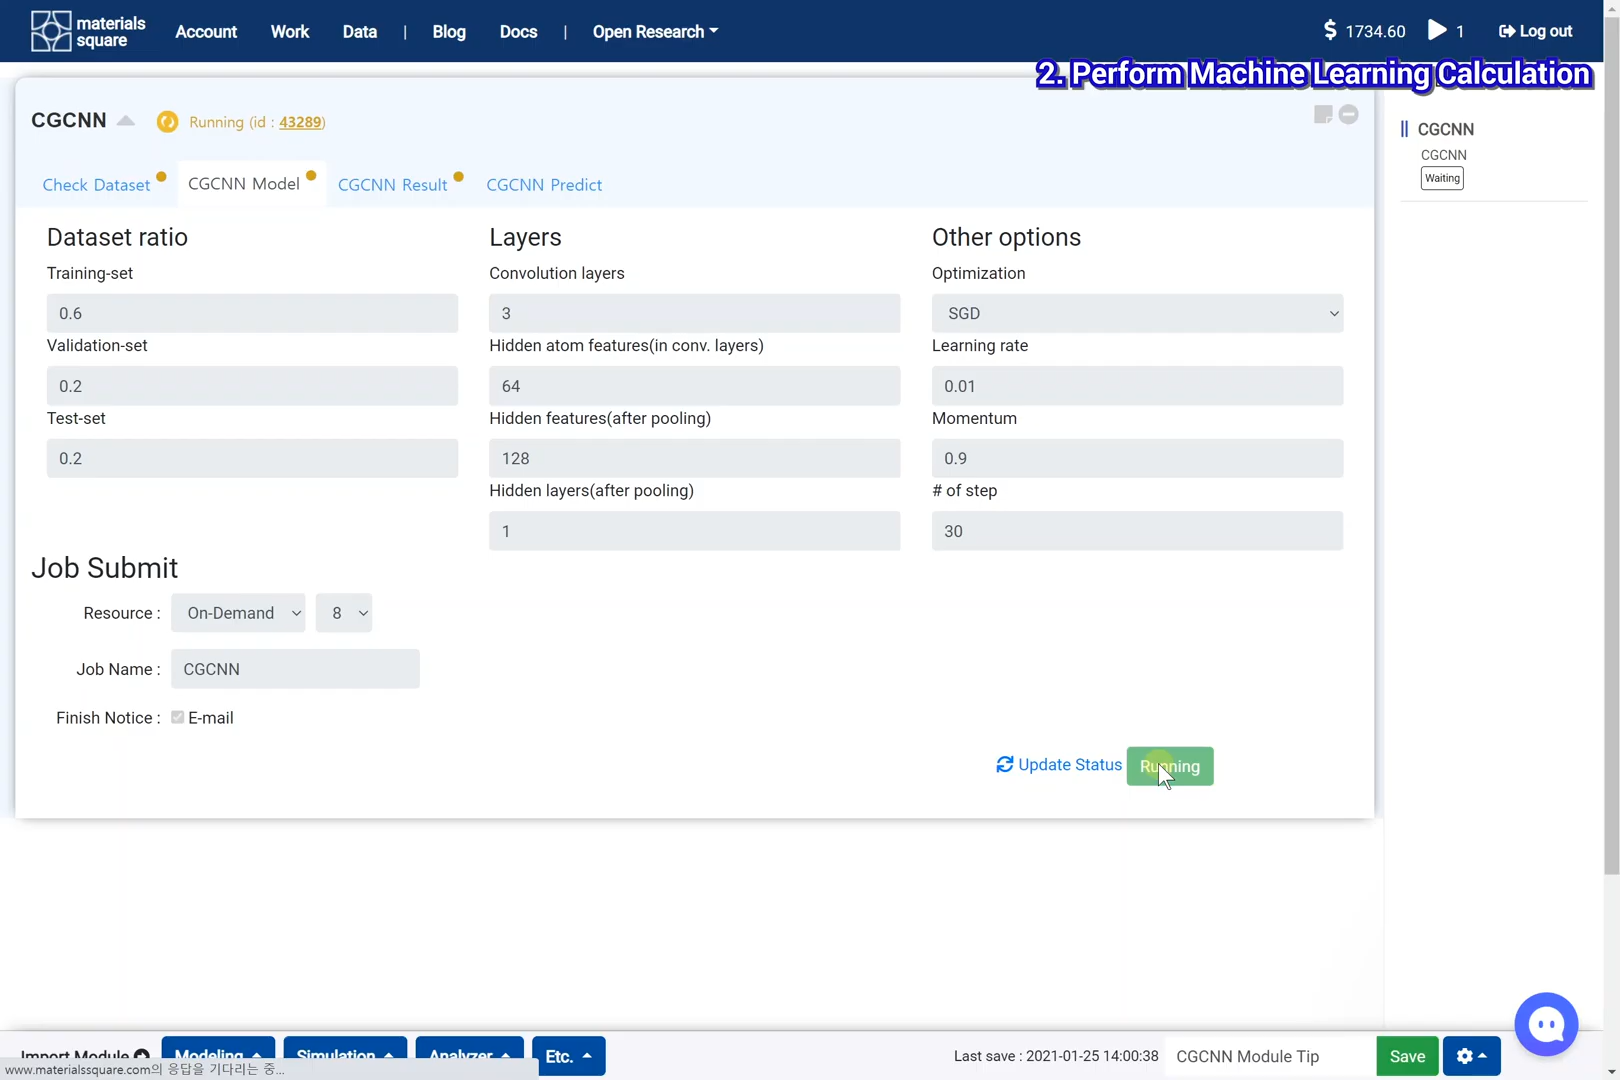 materials
square
Account
Work
Data
|
Blog
Docs
|
Open Research
$ 1734.60
1
Log out
2. Perform Machine Learning Calculation
CGCNN
Running (id : 43289)
CGCNN
CGCNN
Waiting
Check Dataset
CGCNN Model
CGCNN Result
CGCNN Predict
Dataset ratio
Training-set
0.6
Validation-set
0.2
Test-set
0.2
Layers
Convolution layers
3
Hidden atom features(in conv. layers)
64
Hidden features(after pooling)
128
Hidden layers(after pooling)
1
Other options
Optimization
SGD
Learning rate
0.01
Momentum
0.9
# of step
30
Job Submit
Resource :
On-Demand
8
Job Name :
CGCNN
Finish Notice :
E-mail
Update Status
Running
Import Module
Modeling
Simulation
Analyzer
Etc.
Last save : 2021-01-25 14:00:38
CGCNN Module Tip
Save
www.materialssquare.com의 응답을 기다리는 중...